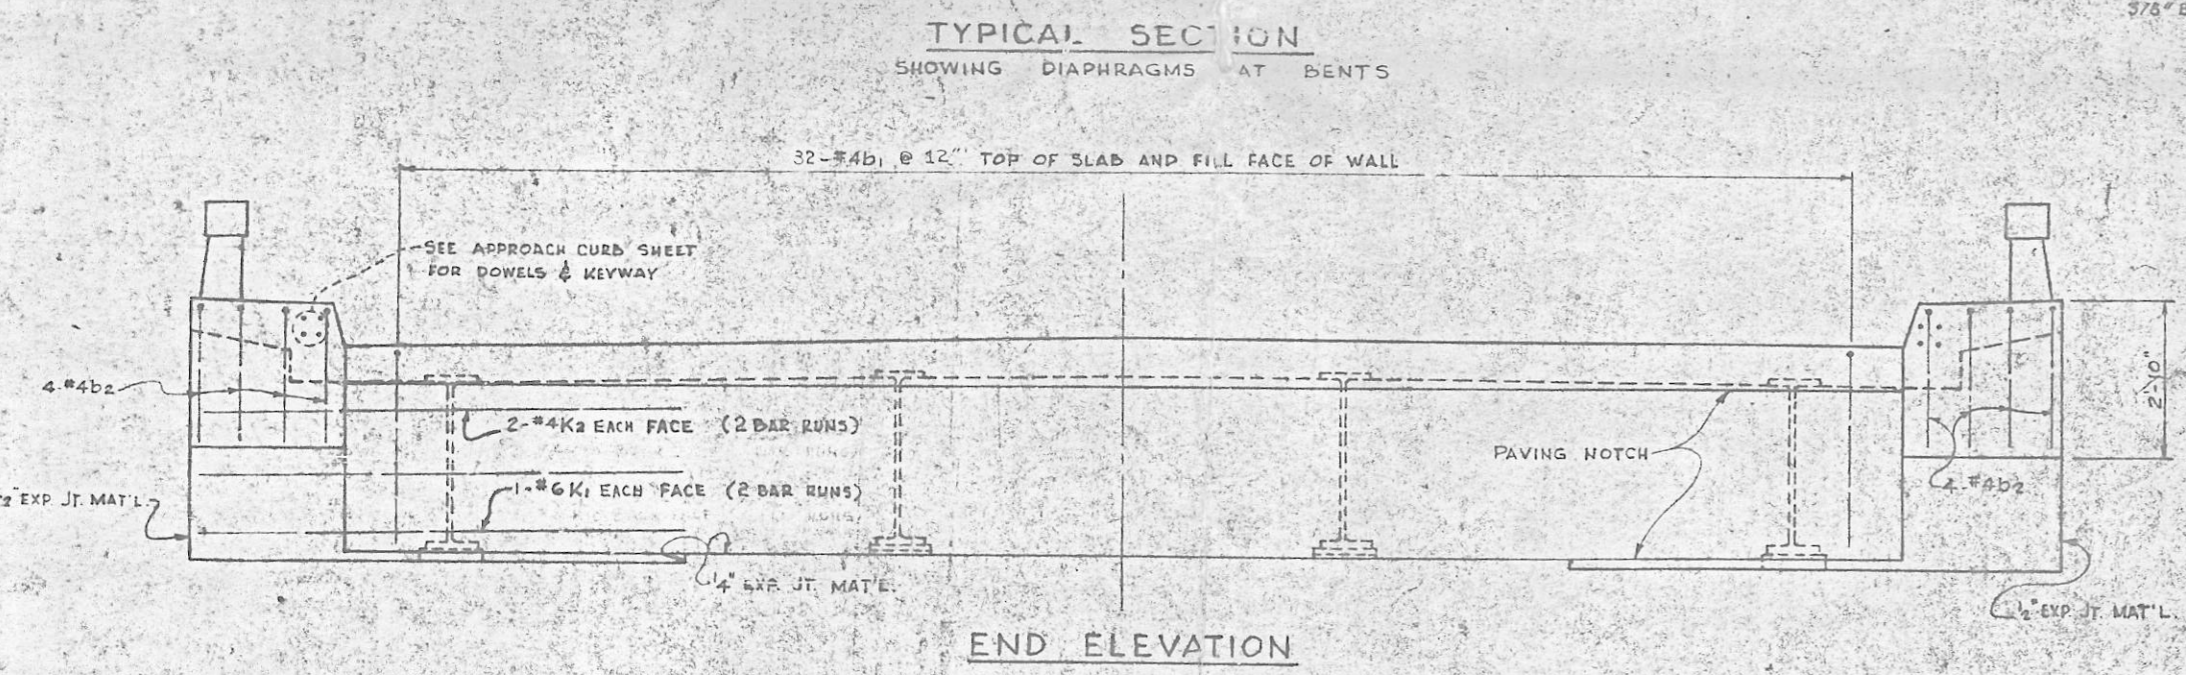 TYPICAL SECTION
SHOWING DIAPHRAGMS AT BENTS
32-#4b1 @ 12" TOP OF SLAB AND FILL FACE OF WALL
SEE APPROACH CURB SHEET
FOR DOWELS & KEYWAY
4-#4b2
2-#4K2 EACH FACE (2 BAR RUNS)
PAVING NOTCH
2'-10"
1-#6K1 EACH FACE (2 BAR RUNS)
4-#4b2
2" EXP. JT. MAT'L.
1/4" EXP. JT. MAT'L.
1/2" EXP. JT. MAT'L.
END ELEVATION